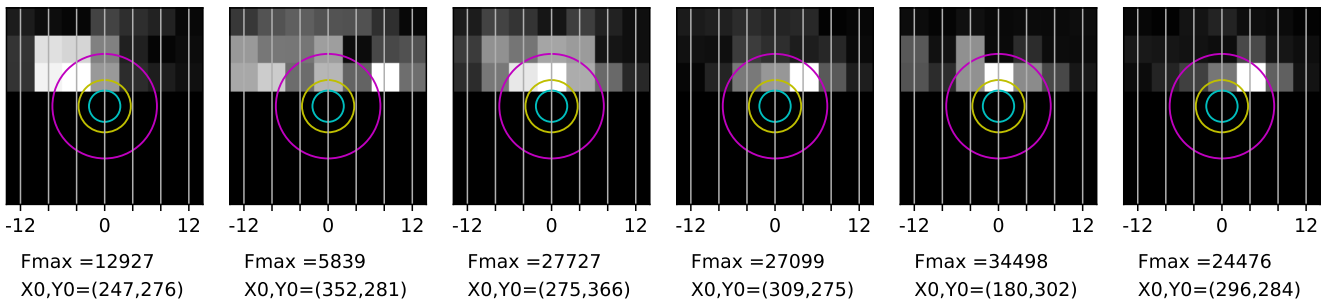 -12 0 12 -12 0 12 -12 0 12 -12 0 12 -12 0 12 -12 0 12
Fmax =12927 Fmax =5839 Fmax =27727 Fmax =27099 Fmax =34498 Fmax =24476
X0,Y0=(247,276) X0,Y0=(352,281) X0,Y0=(275,366) X0,Y0=(309,275) X0,Y0=(180,302) X0,Y0=(296,284)